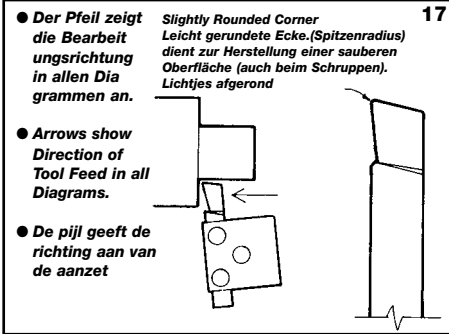 ● Der Pfeil zeigt
die Bearbeit
ungsrichtung
in allen Dia
grammen an.
● Arrows show
Direction of
Tool Feed in all
Diagrams.
● De pijl geeft de
richting aan van
de aanzet
Slightly Rounded Corner
Leicht gerundete Ecke.(Spitzenradius)
dient zur Herstellung einer sauberen
Oberfläche (auch beim Schruppen).
Lichtjes afgerond
17